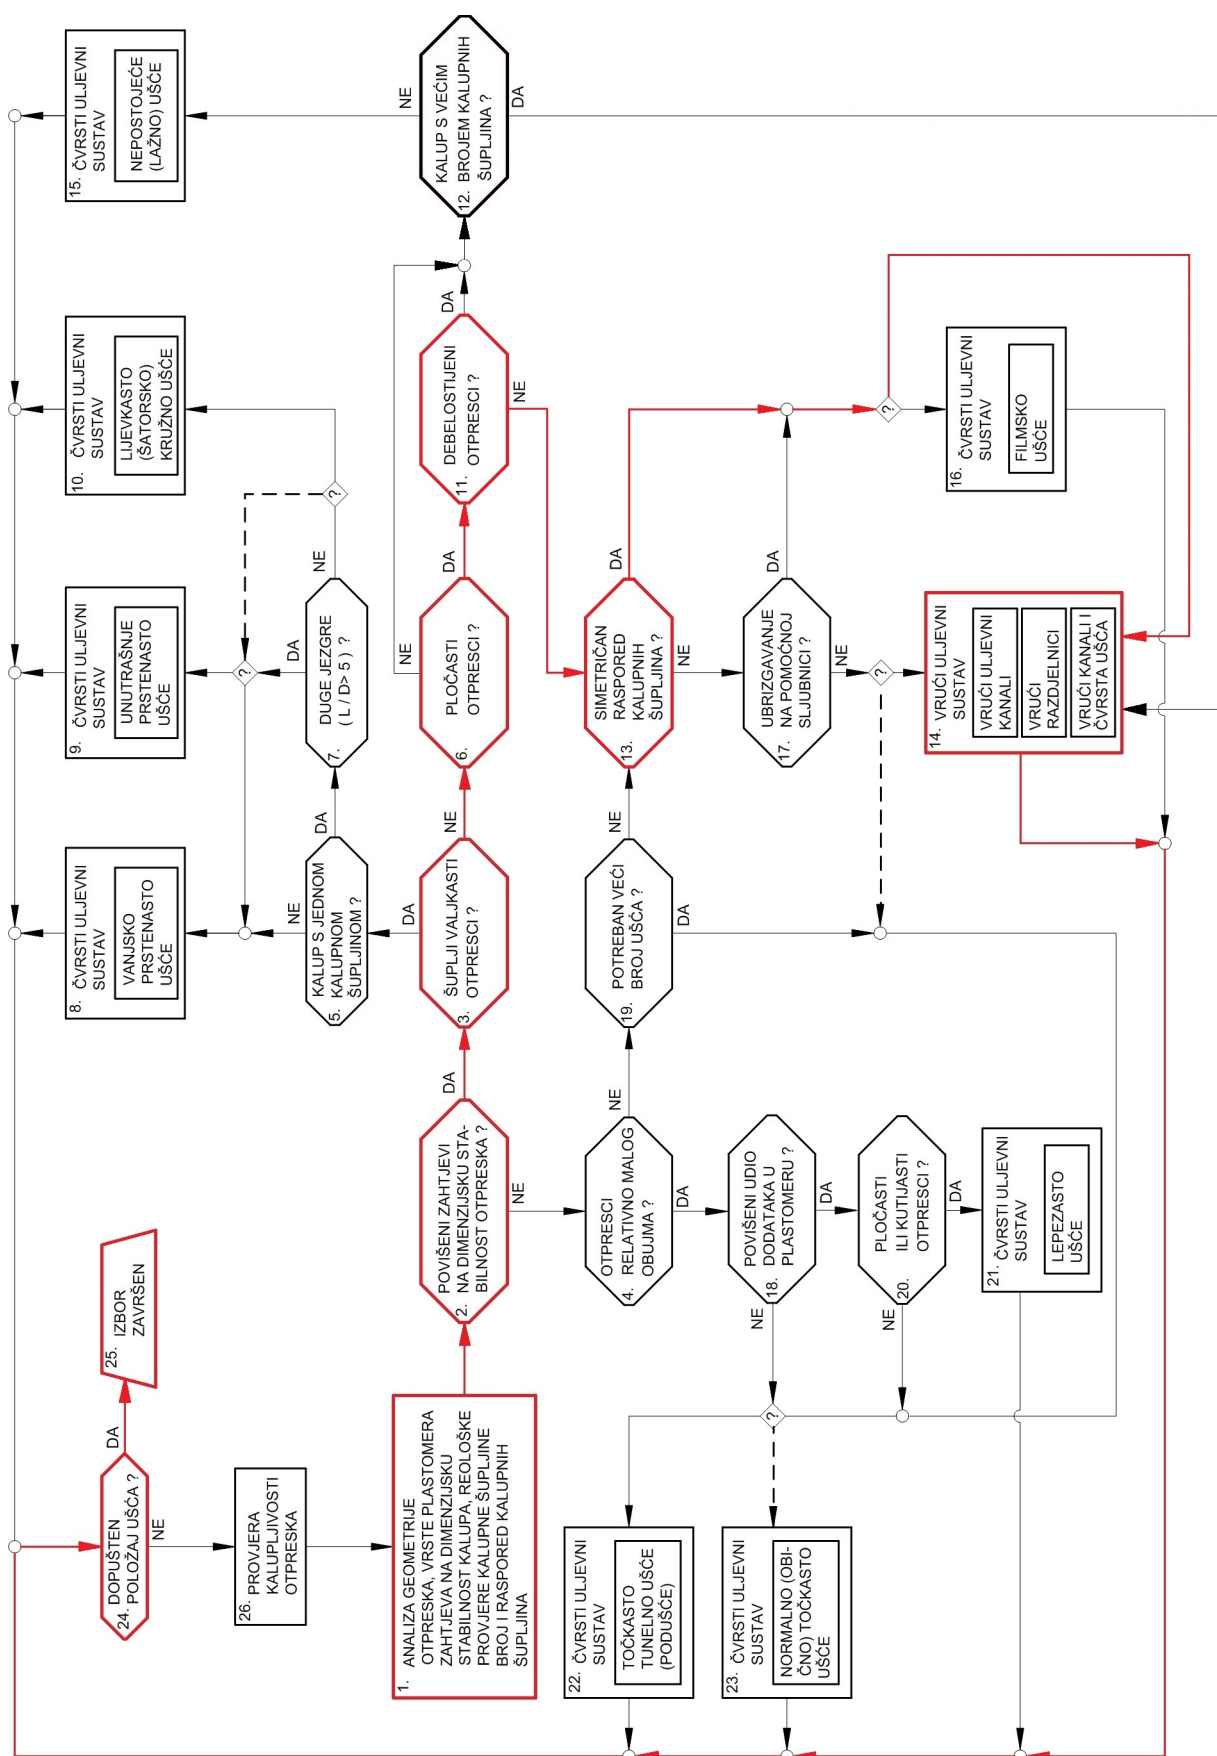 1. ANALIZA GEOMETRIJE
OTPRESKA, VRSTE PLASTOMERA
ZAHTJEVA NA DIMENZIJSKU
STABILNOST KALUPA, REOLOŠKE
PROVJERE KALUPNE ŠUPLJINE
BROJ I RASPORED KALUPNIH
ŠUPLJINA
POVIŠENI ZAHTJEVI
2. NA DIMENZIJSKU STA-
BILNOST OTPRESKA ?
DA
NE
ŠUPLJI VALJKASTI
3. OTPRESCI ?
DA
NE
OTPRESCI
RELATIVNO MALOG
4. OBUJMA ?
NE
DA
KALUP S JEDNOM
KALUPNOM
5. ŠUPLJINOM ?
NE
DA
PLOČASTI
6. OTPRESCI ?
NE
DA
DUGE JEZGRE
7. ( L / D> 5 ) ?
DA
NE
?
?
8. ČVRSTI ULJEVNI
SUSTAV
VANJSKO
PRSTENASTO
UŠĆE
9. ČVRSTI ULJEVNI
SUSTAV
UNUTRAŠNJE
PRSTENASTO
UŠĆE
10. ČVRSTI ULJEVNI
SUSTAV
LIJEVKASTO
(ŠATORSKO)
KRUŽNO UŠĆE
DEBELOSTIJENI
11. OTPRESCI ?
DA
NE
KALUP S VEĆIM
12. BROJEM KALUPNIH
ŠUPLJINA ?
NE
DA
SIMETRIČAN
RASPORED
KALUPNIH
13. ŠUPLJINA ?
DA
NE
14. VRUĆI ULJEVNI
SUSTAV
VRUĆI ULJEVNI
KANALI
VRUĆI
RAZDJELNICI
VRUĆI KANALI I
ČVRSTA UŠĆA
15. ČVRSTI ULJEVNI
SUSTAV
NEPOSTOJEĆE
(LAŽNO) UŠĆE
?
16. ČVRSTI ULJEVNI
SUSTAV
FILMSKO
UŠĆE
UBRIZGAVANJE
NA POMOĆNOJ
17. SLJUBNICI ?
DA
NE
?
POVIŠENI UDIO
DODATAKA U
18. PLASTOMERU ?
NE
DA
POTREBAN VEĆI
19. BROJ UŠĆA ?
NE
DA
PLOČASTI
ILI KUTIJASTI
20. OTPRESCI ?
NE
DA
21. ČVRSTI ULJEVNI
SUSTAV
LEPEZASTO
UŠĆE
?
22. ČVRSTI ULJEVNI
SUSTAV
TOČKASTO
TUNELNO UŠĆE
(PODUŠĆE)
23. ČVRSTI ULJEVNI
SUSTAV
NORMALNO (OBI-
ČNO) TOČKASTO
UŠĆE
DOPUŠTEN
24. POLOŽAJ UŠĆA ?
DA
NE
25. IZBOR
ZAVRŠEN
26. PROVJERA
KALUPLJIVOSTI
OTPRESKA